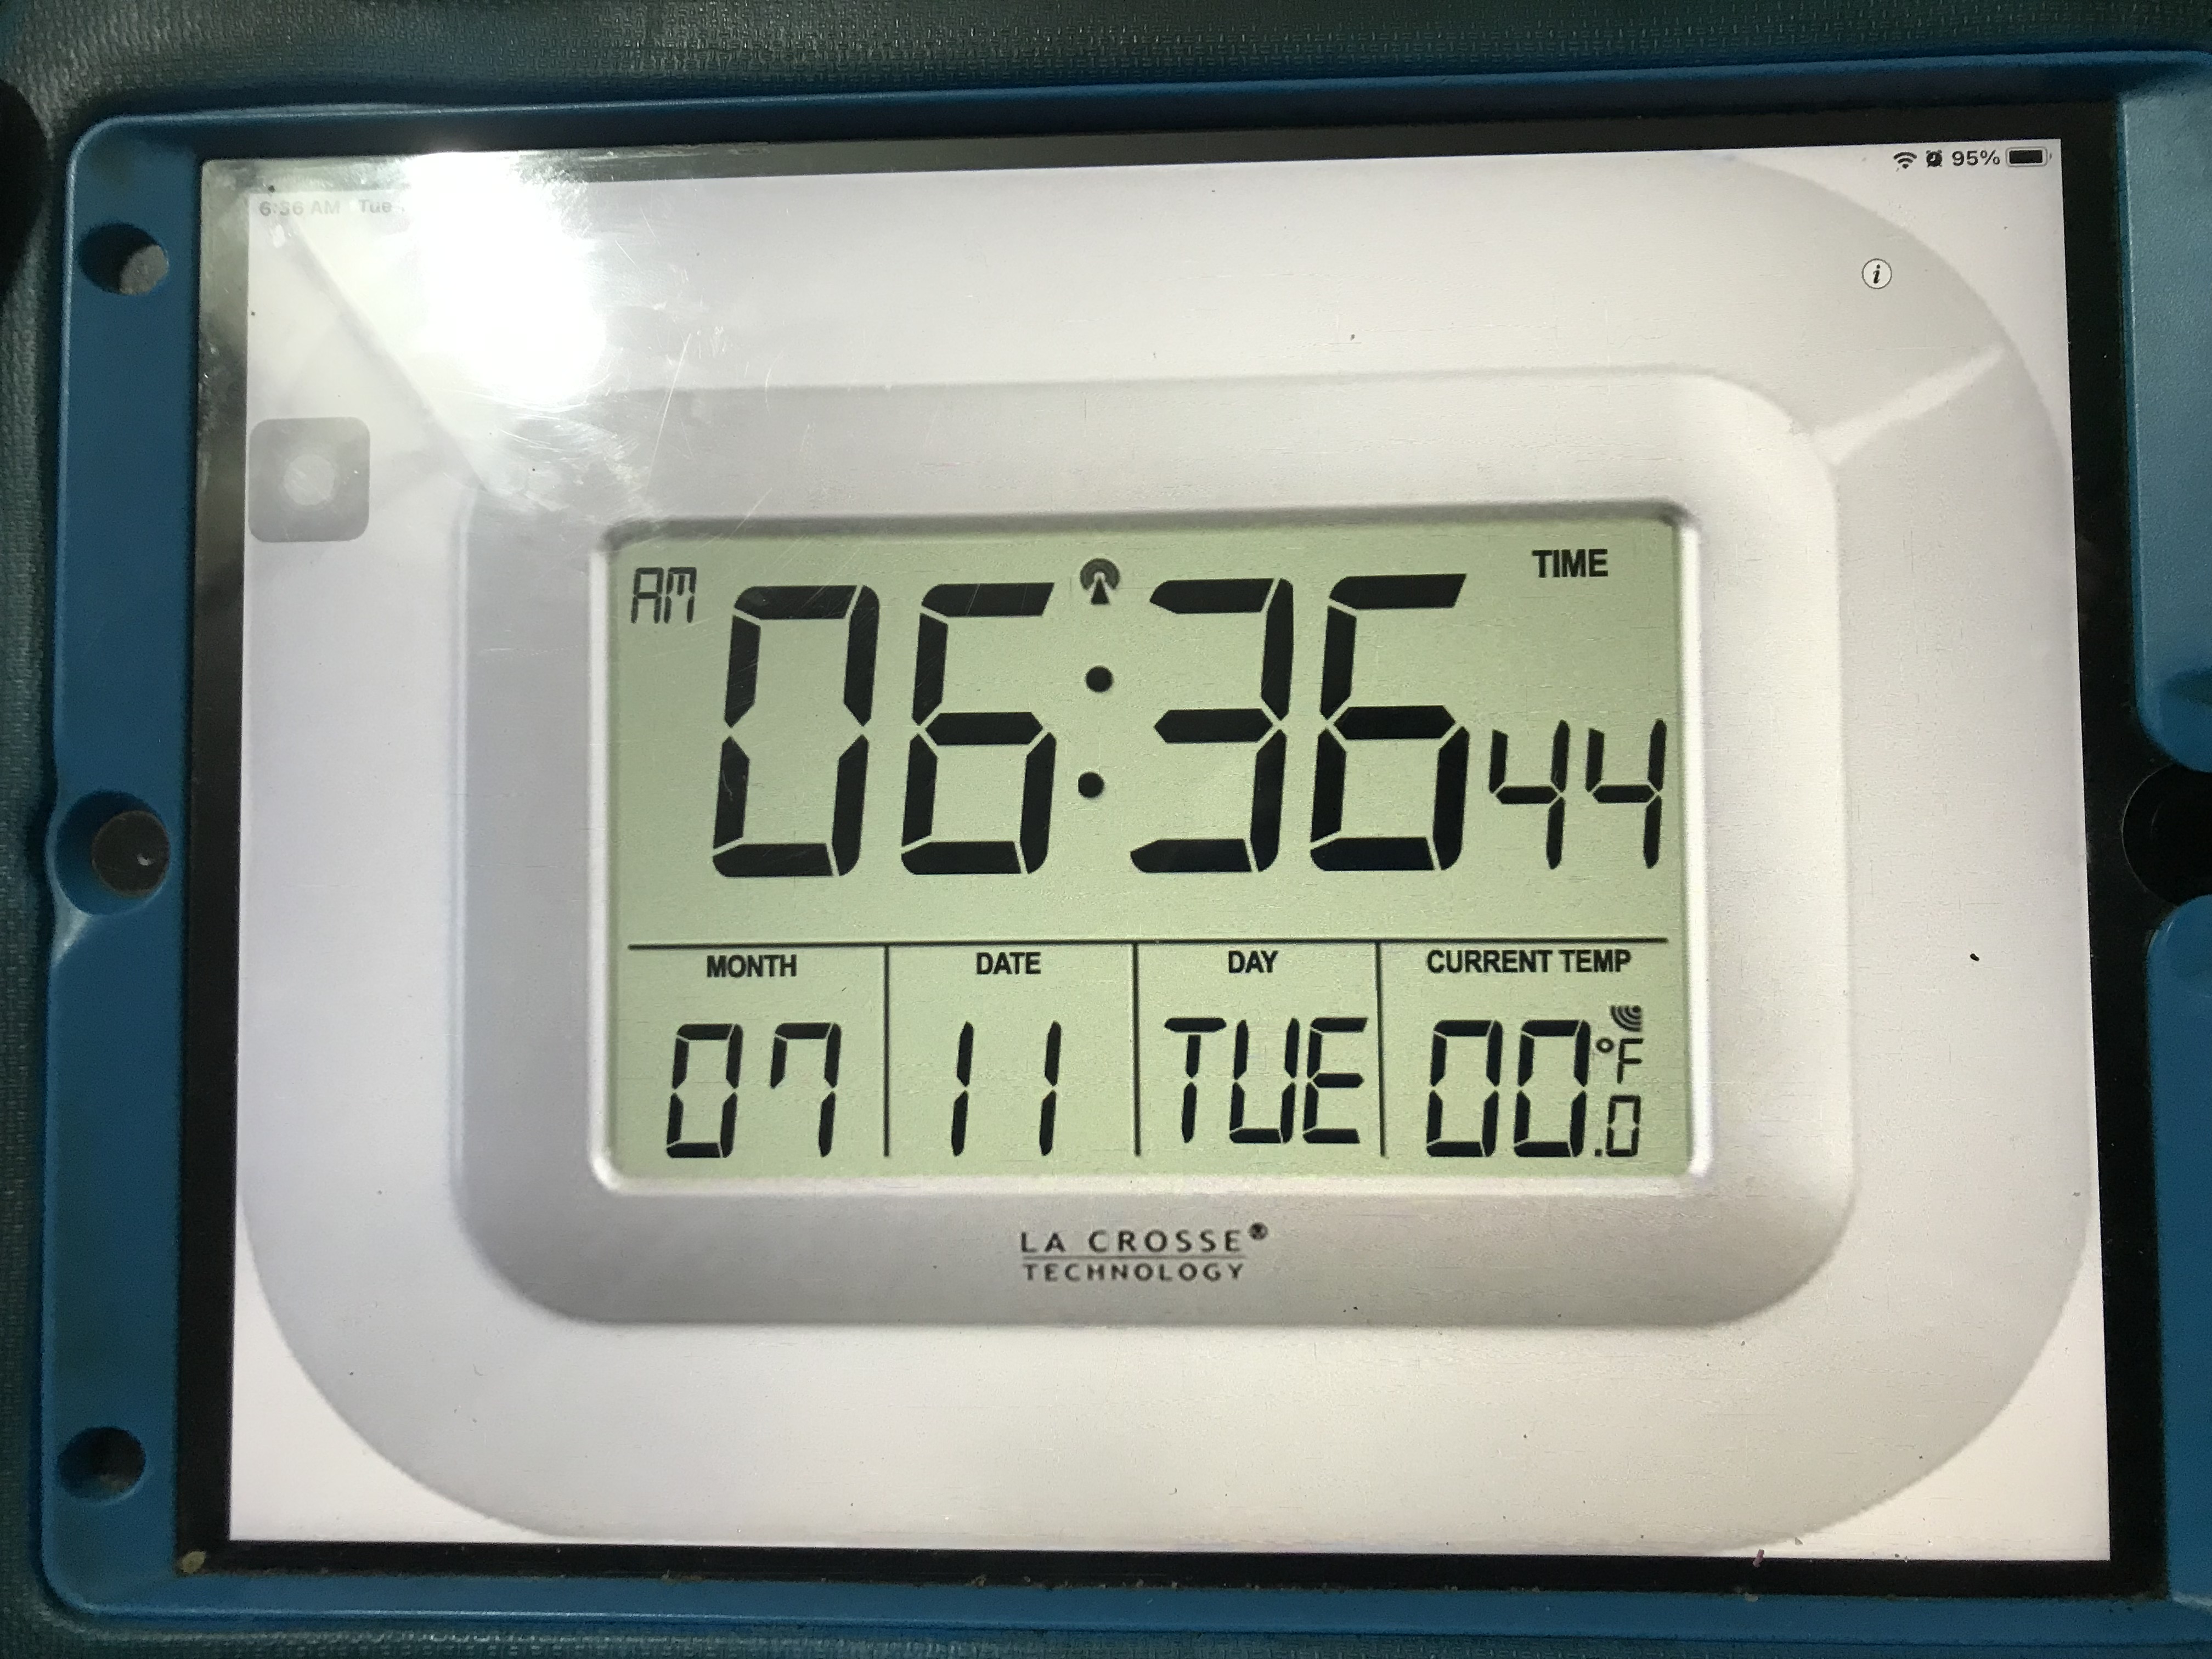 6:36 AM Tue
95%
i
AM 06:36 44 TIME
MONTH DATE DAY CURRENT TEMP
07 11 TUE 00.0 °F
LA CROSSE
TECHNOLOGY